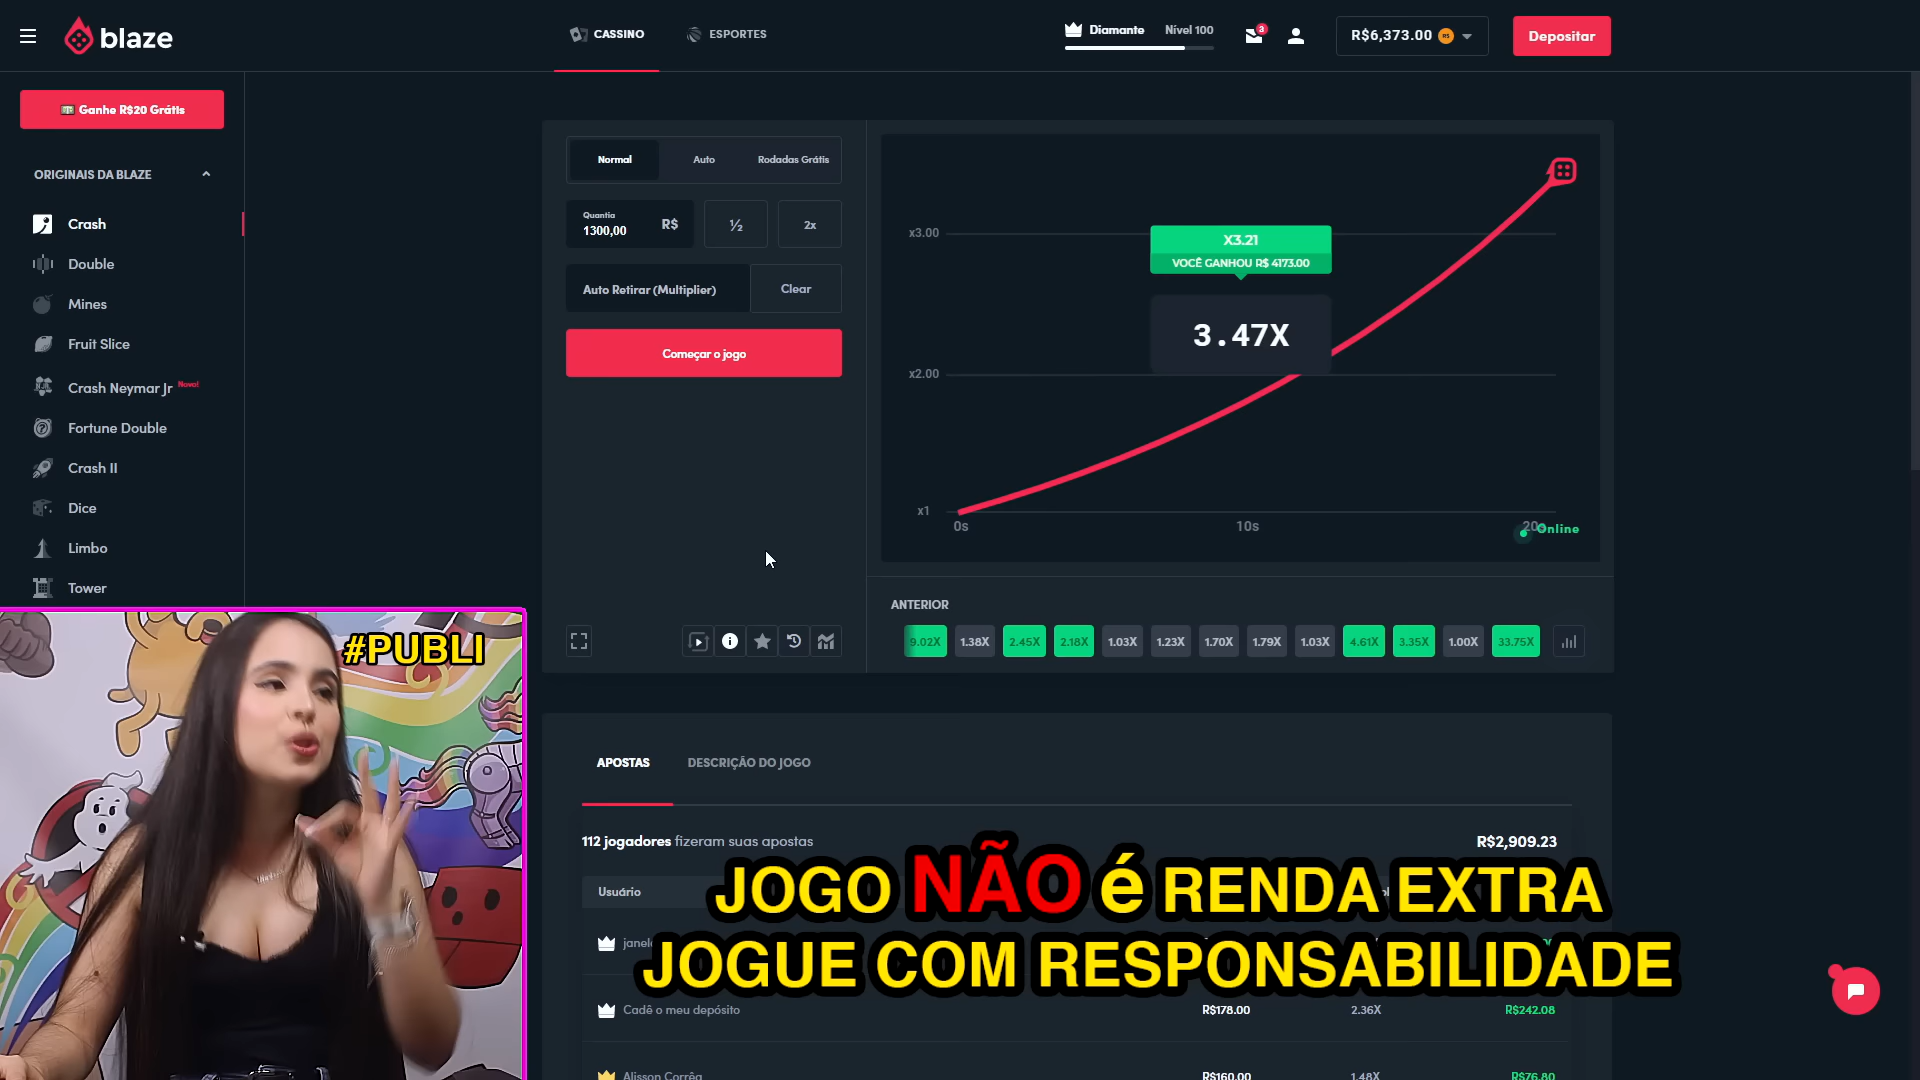 blaze
CASSINO
ESPORTES
Diamante
Nível 100
3
R$6,373.00
R$
Depositar
Ganhe R$20 Grátis
ORIGINAIS DA BLAZE
Crash
Double
Mines
Fruit Slice
Crash Neymar Jr Novo!
Fortune Double
Crash II
Dice
Limbo
Tower
Normal
Auto
Rodadas Grátis
Quantia
1300,00
R$
½
2x
Auto Retirar (Multiplier)
Clear
Começar o jogo
x3.00
x2.00
x1
0s
10s
20s
X3.21
VOCÊ GANHOU R$ 4173.00
3.47X
Online
ANTERIOR
9.02X
1.38X
2.45X
2.18X
1.03X
1.23X
1.70X
1.79X
1.03X
4.61X
3.35X
1.00X
33.75X
#PUBLI
APOSTAS
DESCRIÇÃO DO JOGO
112 jogadores fizeram suas apostas
R$2,909.23
Usuário
JOGO NÃO é RENDA EXTRA
JOGUE COM RESPONSABILIDADE
Cadê o meu depósito
R$178.00
2.36X
R$242.08
Alisson Corrêa
R$160.00
1.48X
R$76.80